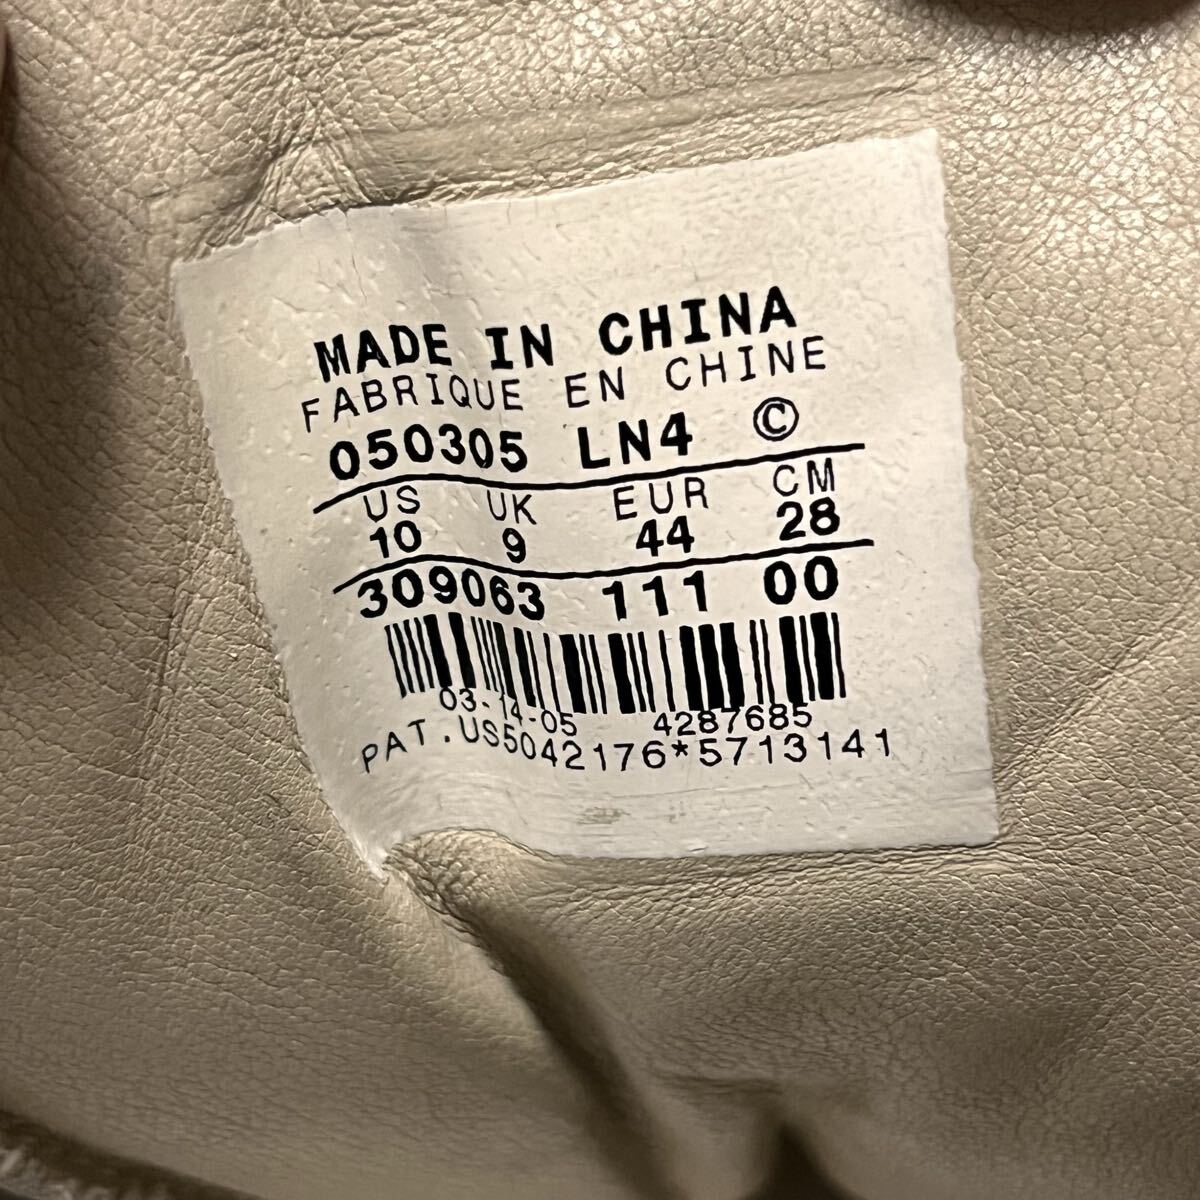 MADE IN CHINA
FABRIQUE EN CHINE
050305 LN4 ©
US UK EUR CM
10 9 44 28
309063 111 00
03-14-05 4287685
PAT.US5042176*5713141